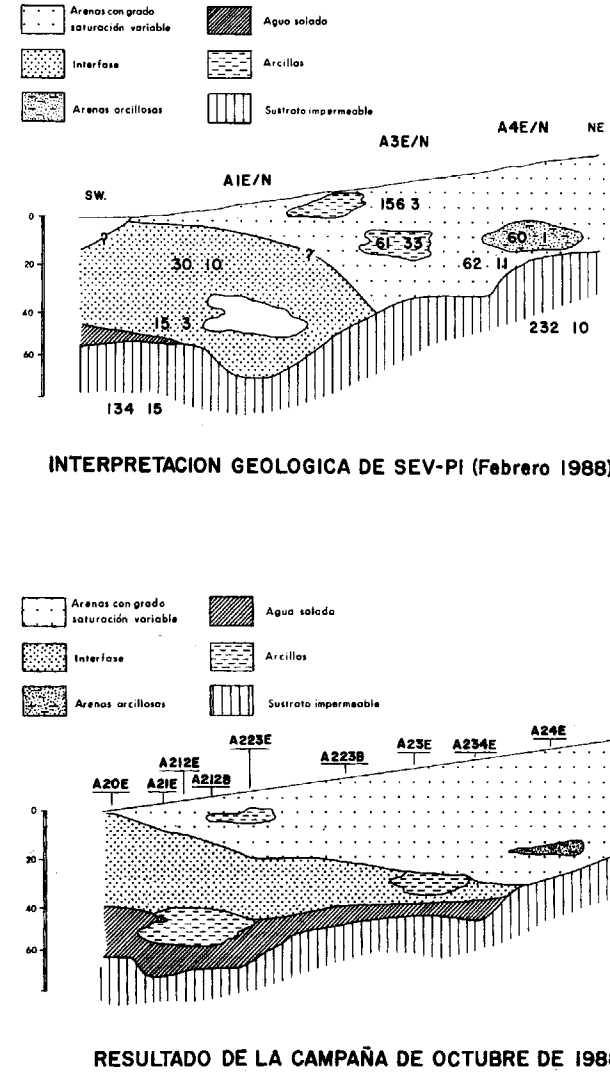 Arenas con grado
saturación variable
Agua salada
Interfase
Arcillas
Arenas arcillosas
Sustrato impermeable
A4E/N
NE
A3E/N
A1E/N
SW.
156 3
0
?
61 33
60 1
20
30 10
?
62 11
40
15 3
232 10
60
134 15
INTERPRETACION GEOLOGICA DE SEV-PI (Febrero 1988)
Arenas con grado
saturación variable
Agua salada
Interfase
Arcillas
Arenas arcillosas
Sustrato impermeable
A24E
A223E
A23E
A234E
A223B
A212E
A20E
A21E
A212B
0
20
40
60
RESULTADO DE LA CAMPAÑA DE OCTUBRE DE 198